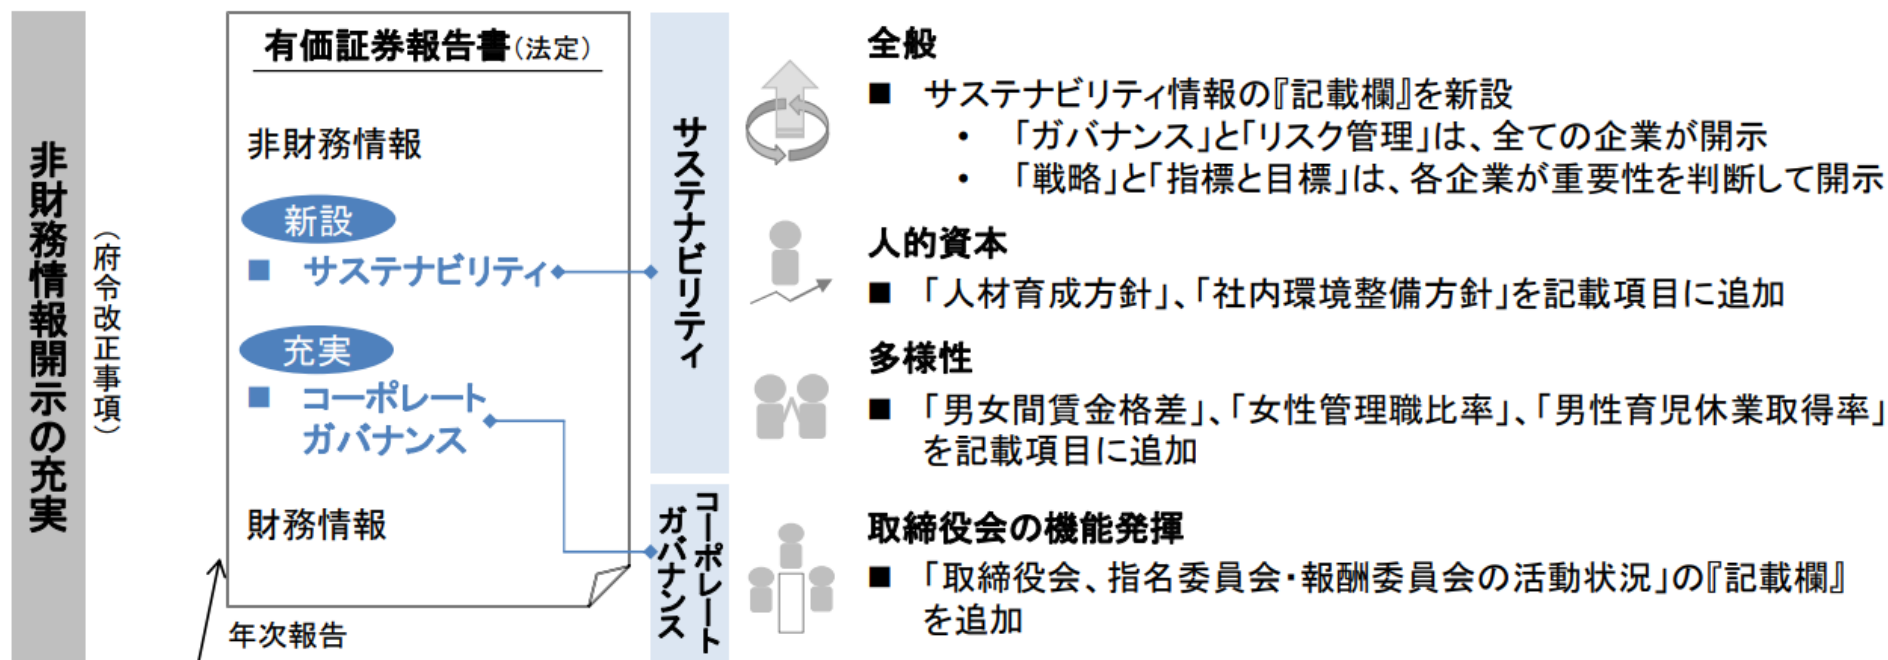 非財務情報開示の充実
（府令改正事項）
有価証券報告書（法定）
非財務情報
新設
■ サステナビリティ
充実
■ コーポレート
ガバナンス
財務情報
年次報告
サステナビリティ
全般
■ サステナビリティ情報の『記載欄』を新設
• 「ガバナンス」と「リスク管理」は、全ての企業が開示
• 「戦略」と「指標と目標」は、各企業が重要性を判断して開示
人的資本
■ 「人材育成方針」、「社内環境整備方針」を記載項目に追加
多様性
■ 「男女間賃金格差」、「女性管理職比率」、「男性育児休業取得率」
を記載項目に追加
コーポレート
ガバナンス
取締役会の機能発揮
■ 「取締役会、指名委員会・報酬委員会の活動状況」の『記載欄』
を追加